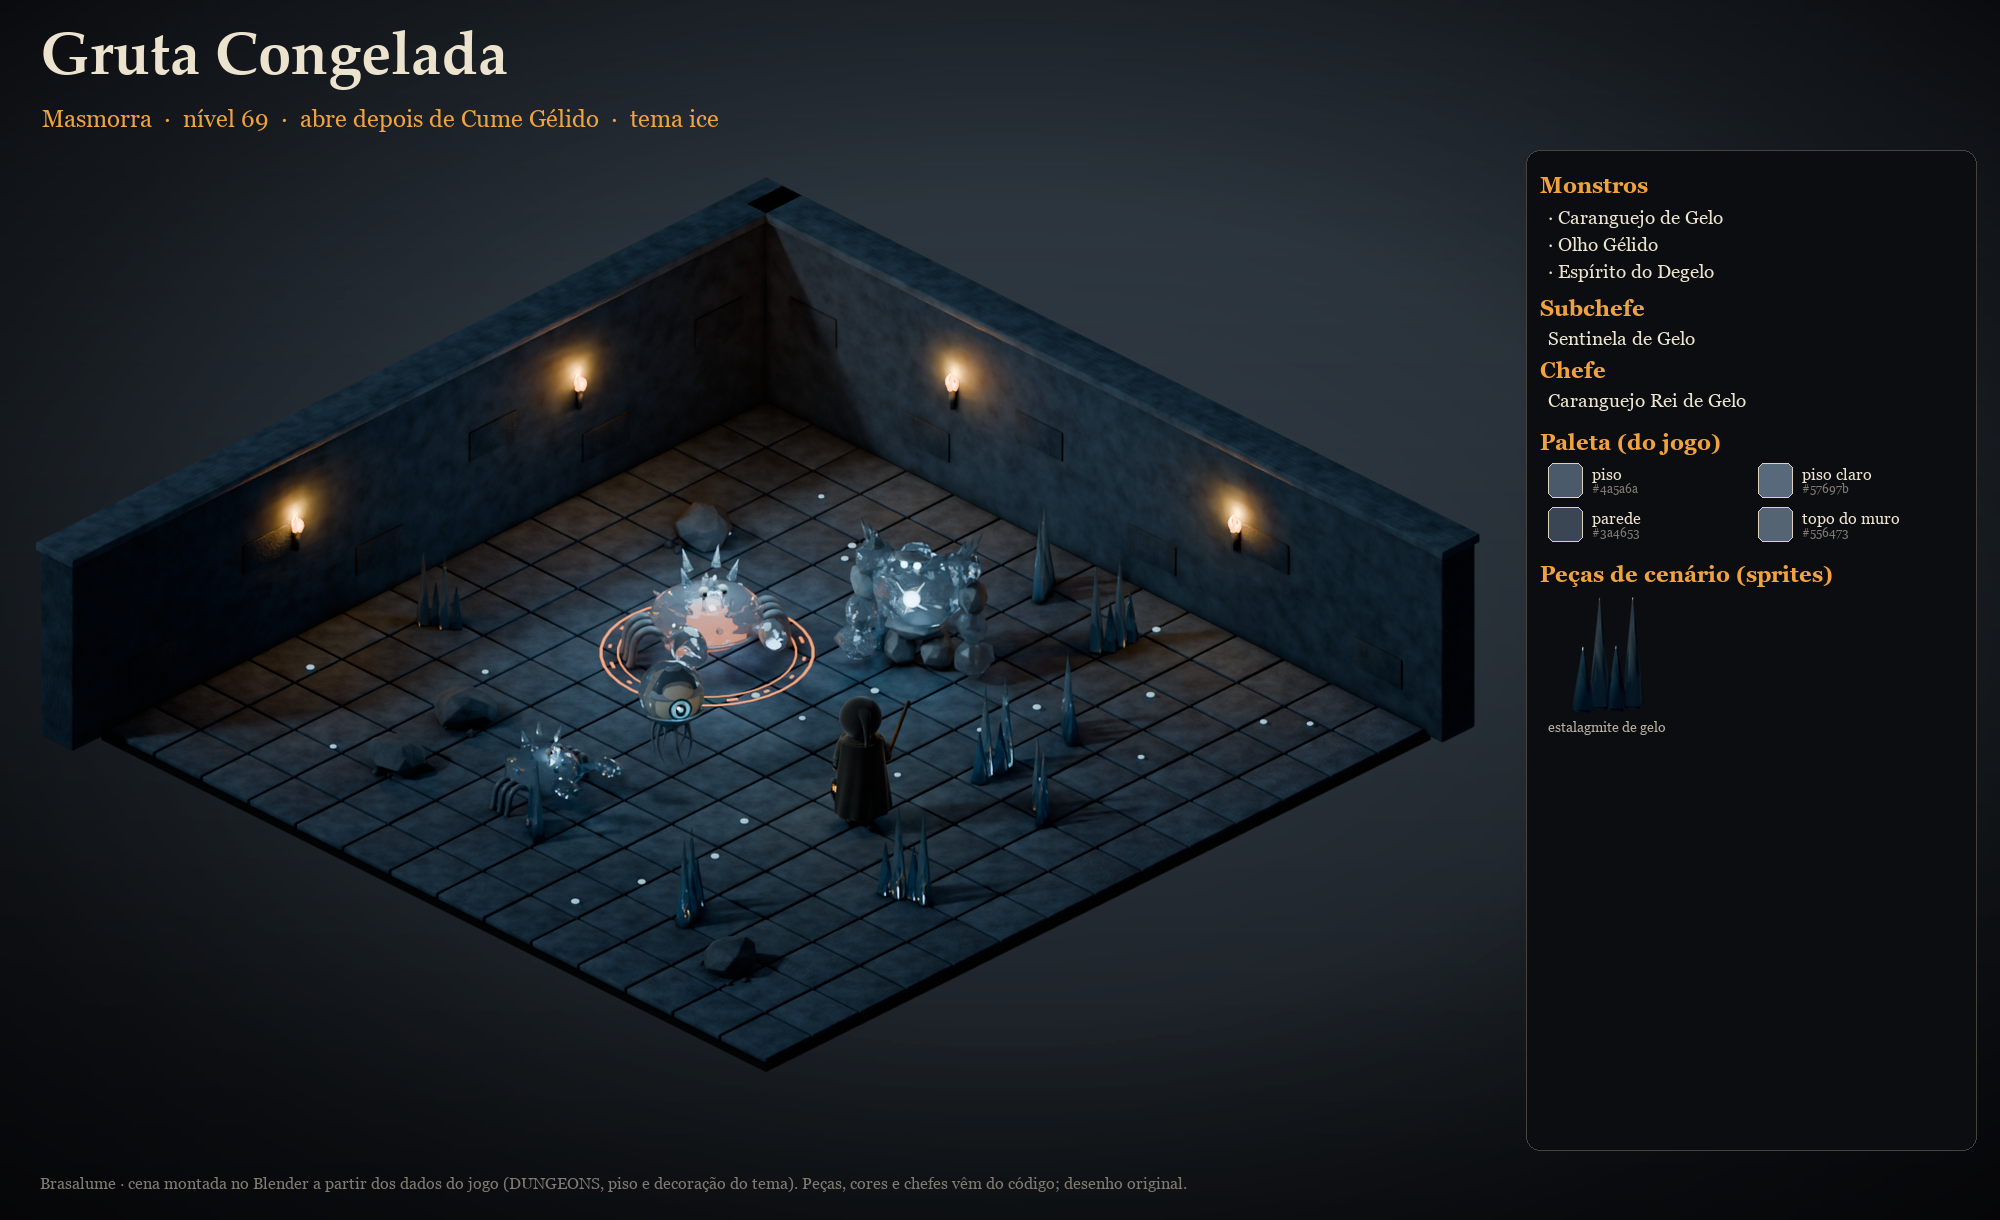 Gruta Congelada
Masmorra · nível 69 · abre depois de Cume Gélido · tema ice
Monstros
· Caranguejo de Gelo
· Olho Gélido
· Espírito do Degelo
Subchefe
Sentinela de Gelo
Chefe
Caranguejo Rei de Gelo
Paleta (do jogo)
piso
#4a5a6a
piso claro
#57697b
parede
#3a4653
topo do muro
#556473
Peças de cenário (sprites)
estalagmite de gelo
Brasalume · cena montada no Blender a partir dos dados do jogo (DUNGEONS, piso e decoração do tema). Peças, cores e chefes vêm do código; desenho original.